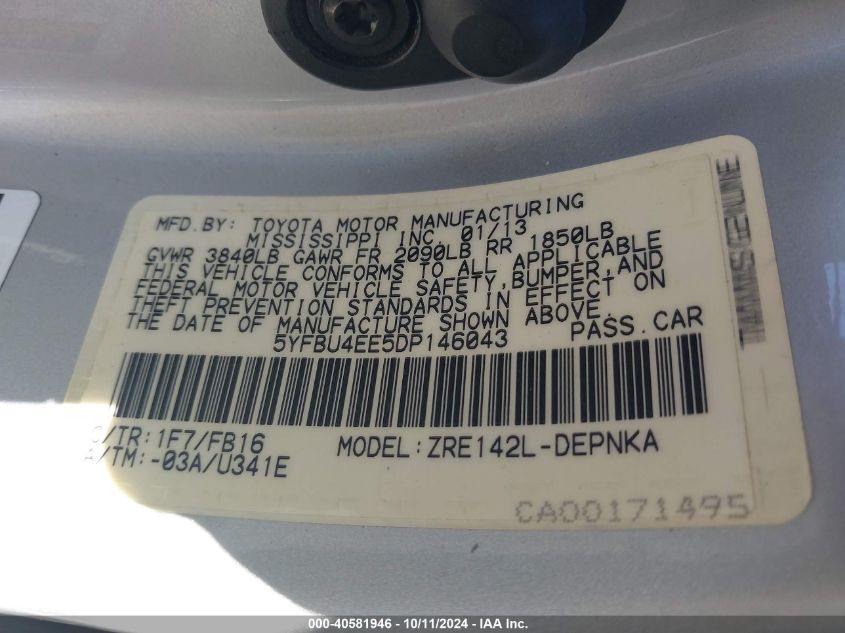 MFD.BY: TOYOTA MOTOR MANUFACTURING
MISSISSIPPI INC. 01/13
GVWR 3840LB GAWR FR 2090LB RR 1850LB
THIS VEHICLE CONFORMS TO ALL APPLICABLE
FEDERAL MOTOR VEHICLE SAFETY,BUMPER,AND
THEFT PREVENTION STANDARDS IN EFFECT ON
THE DATE OF MANUFACTURE SHOWN ABOVE.
5YFBU4EE5DP146043 PASS.CAR
C/TR:1F7/FB16 MODEL:ZRE142L-DEPNKA
A/TM:-03A/U341E
CA00171495
000-40581946 - 10/11/2024 - IAA Inc.